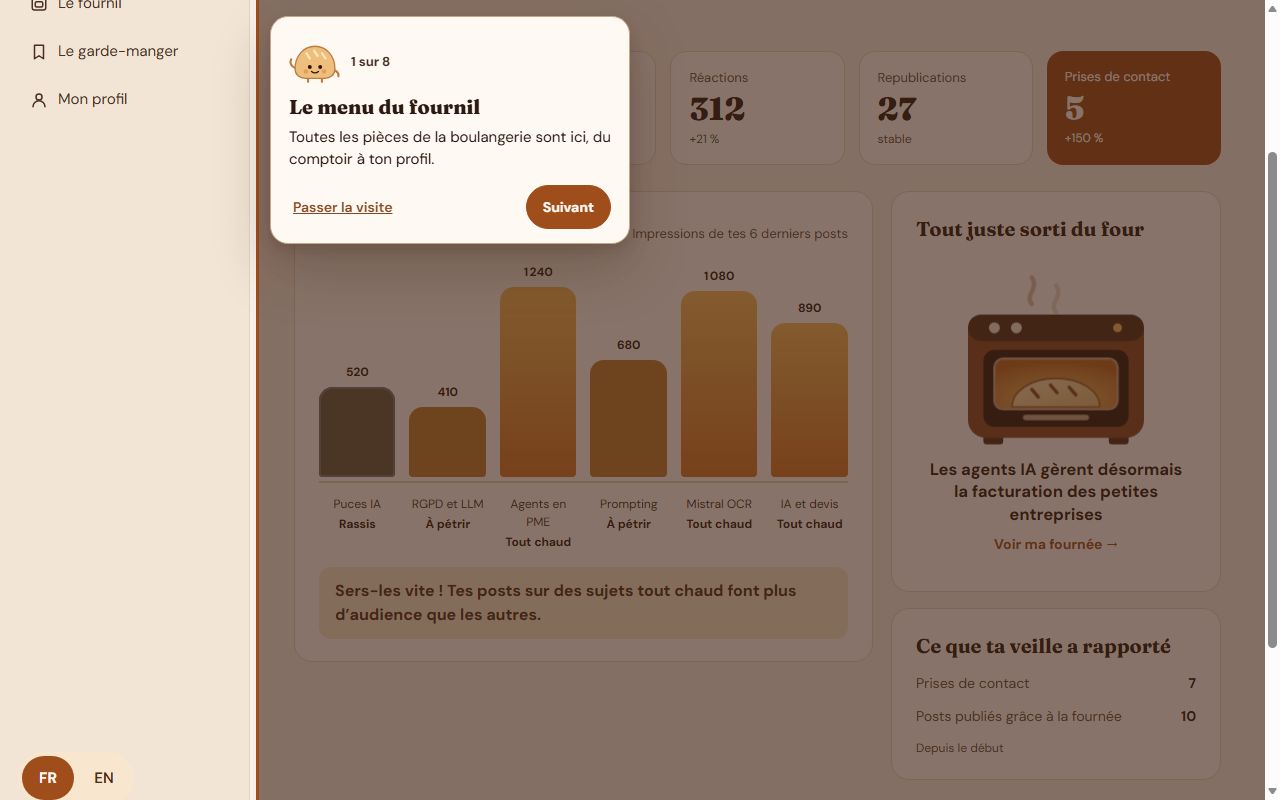 Le fournil
Le garde-manger
Mon profil
FR
EN
1 sur 8
Le menu du fournil
Toutes les pièces de la boulangerie sont ici, du
comptoir à ton profil.
Passer la visite
Suivant
Réactions
312
+21 %
Republications
27
stable
Prises de contact
5
+150 %
Impressions de tes 6 derniers posts
520
410
1 240
680
1 080
890
Puces IA
Rassis
RGPD et LLM
À pétrir
Agents en
PME
Tout chaud
Prompting
À pétrir
Mistral OCR
Tout chaud
IA et devis
Tout chaud
Sers-les vite ! Tes posts sur des sujets tout chaud font plus
d’audience que les autres.
Tout juste sorti du four
Les agents IA gèrent désormais
la facturation des petites
entreprises
Voir ma fournée →
Ce que ta veille a rapporté
Prises de contact
7
Posts publiés grâce à la fournée
10
Depuis le début